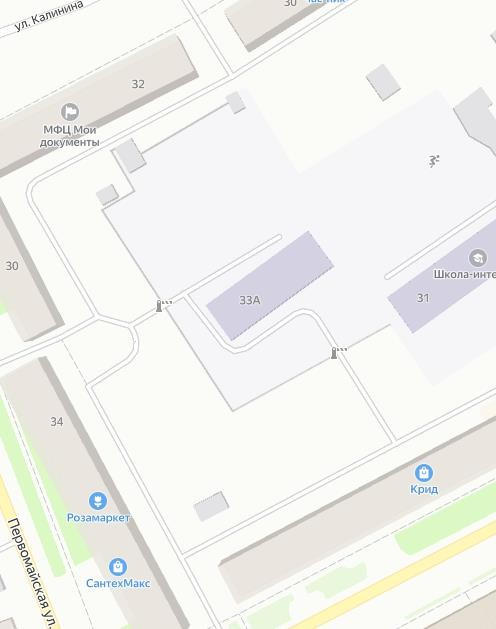 ул. Калинина
30
32
МФЦ Мои
документы
30
33А
31
Школа-инте
34
Крид
Розамаркет
СантехМакс
Первомайская ул.